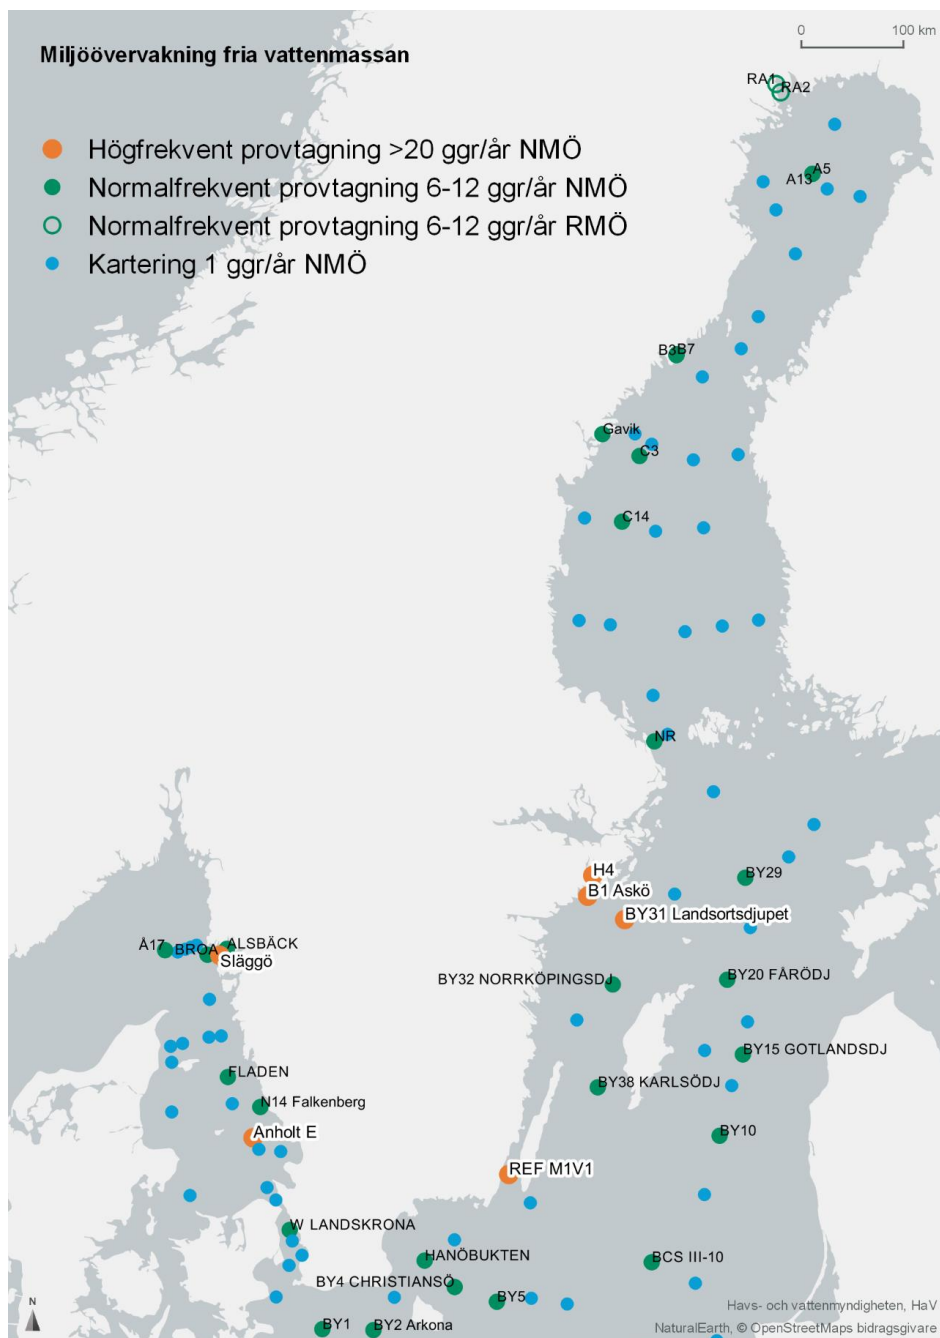 100 km
0
Miljöövervakning fria vattenmassan
Högfrekvent provtagning >20 ggr/år NMÖ
Normalfrekvent provtagning 6-12 ggr/år NMÖ
Normalfrekvent provtagning 6-12 ggr/år RMÖ
Kartering 1 ggr/år NMÖ
RA1
RA2
A5
A13
B3
B7
Gavik
C3
C14
NR
H4
B1 Askö
BY29
BY31 Landsortsdjupet
Å17
BROA
ALSBÄCK
Släggö
BY32 NORRKÖPINGSDJ
BY20 FÅRÖDJ
BY15 GOTLANDSDJ
FLADEN
BY38 KARLSÖDJ
N14 Falkenberg
Anholt E
BY10
REF M1V1
W LANDSKRONA
HANÖBUKTEN
BCS III-10
BY4 CHRISTIANSÖ
BY5
BY1
BY2 Arkona
N
Havs- och vattenmyndigheten, HaV
NaturalEarth, © OpenStreetMaps bidragsgivare